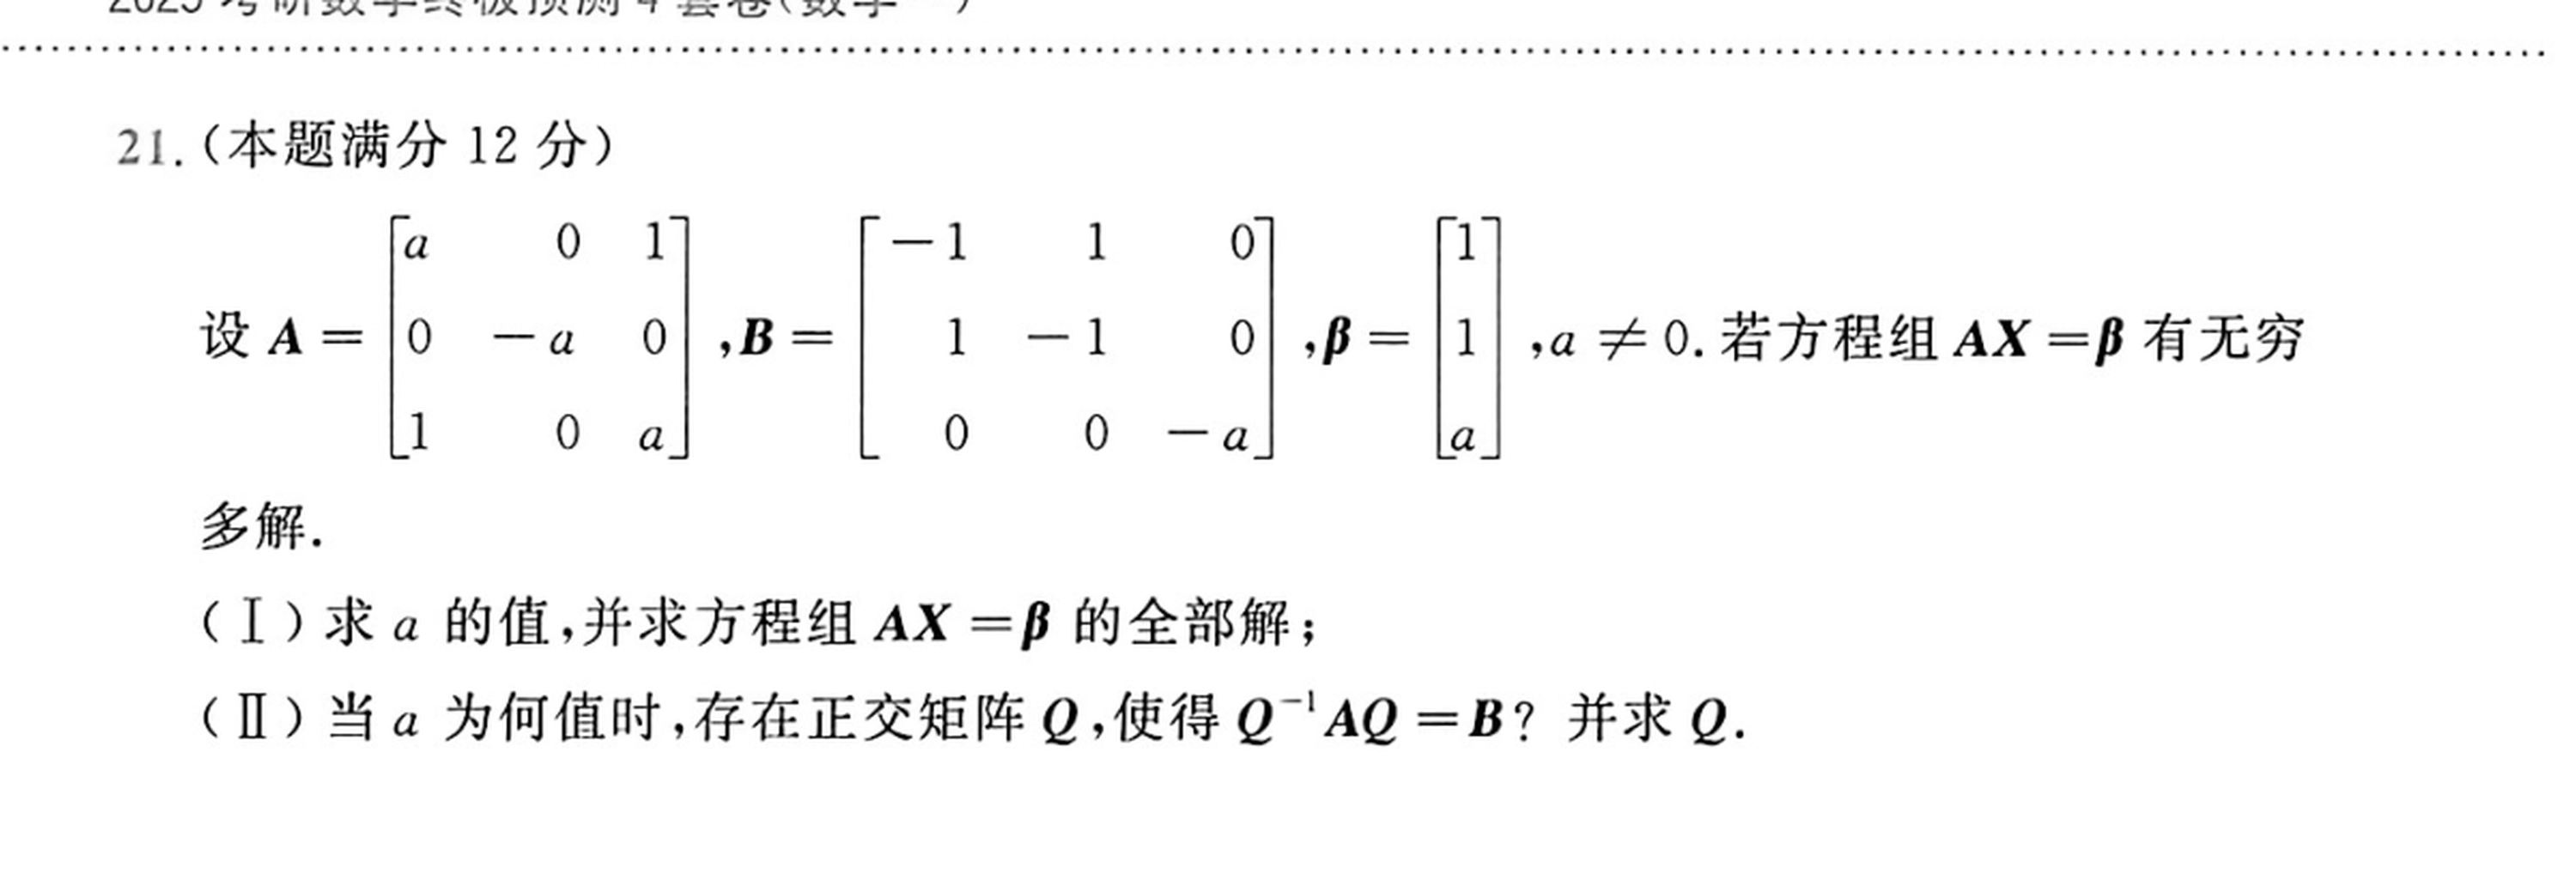 21.(本题满分 12 分)
设 A = [a 0 1; 0 -a 0; 1 0 a], B = [-1 1 0; 1 -1 0; 0 0 -a], β = [1; 1; a], a ≠ 0. 若方程组 AX = β 有无穷
多解.
(Ⅰ) 求 a 的值,并求方程组 AX = β 的全部解;
(Ⅱ) 当 a 为何值时,存在正交矩阵 Q,使得 Q⁻¹AQ = B? 并求 Q.